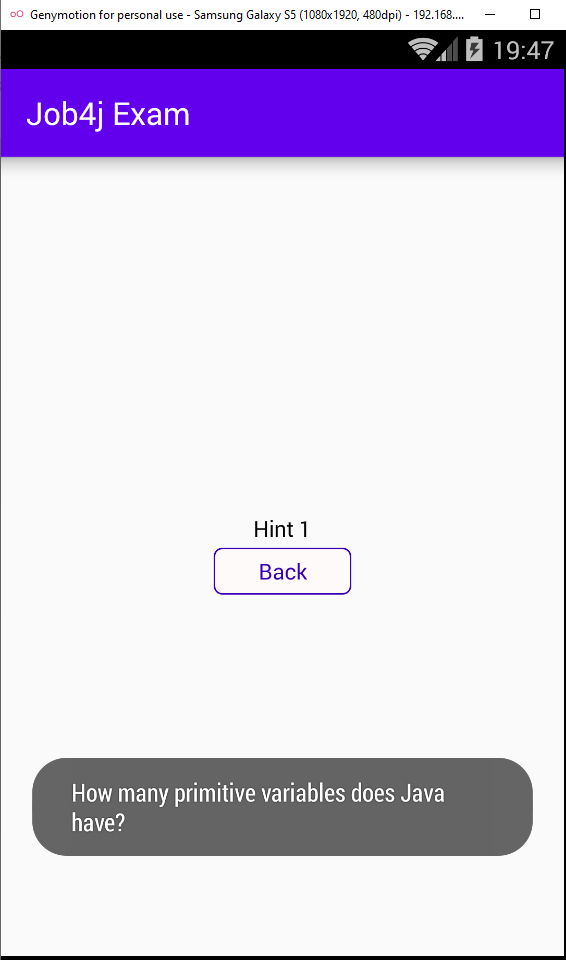 Genymotion for personal use - Samsung Galaxy S5 (1080x1920, 480dpi) - 192.168....
19:47
Job4j Exam
Hint 1
Back
How many primitive variables does Java
have?